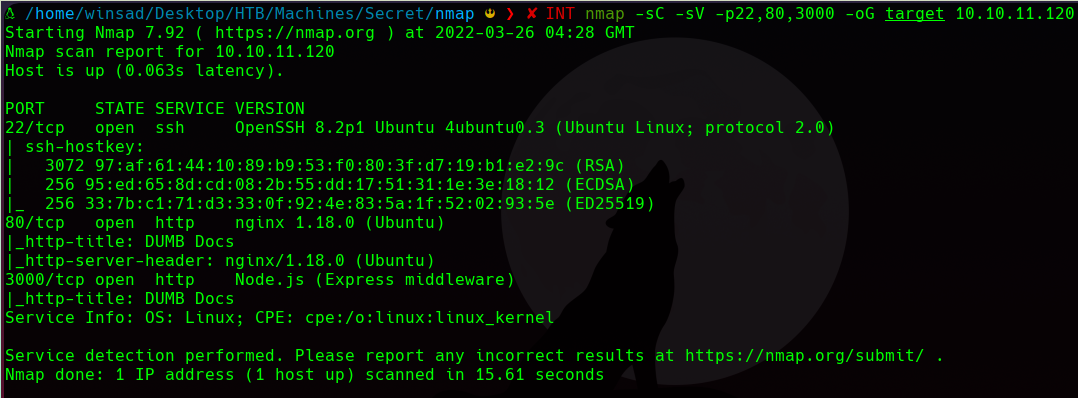 /home/winsad/Desktop/HTB/Machines/Secret/nmap ❯ ✘ INT nmap -sC -sV -p22,80,3000 -oG target 10.10.11.120
Starting Nmap 7.92 ( https://nmap.org ) at 2022-03-26 04:28 GMT
Nmap scan report for 10.10.11.120
Host is up (0.063s latency).
PORT     STATE SERVICE VERSION
22/tcp   open  ssh     OpenSSH 8.2p1 Ubuntu 4ubuntu0.3 (Ubuntu Linux; protocol 2.0)
| ssh-hostkey:
|   3072 97:af:61:44:10:89:b9:53:f0:80:3f:d7:19:b1:e2:9c (RSA)
|   256 95:ed:65:8d:cd:08:2b:55:dd:17:51:31:1e:3e:18:12 (ECDSA)
|_  256 33:7b:c1:71:d3:33:0f:92:4e:83:5a:1f:52:02:93:5e (ED25519)
80/tcp   open  http    nginx 1.18.0 (Ubuntu)
|_http-title: DUMB Docs
|_http-server-header: nginx/1.18.0 (Ubuntu)
3000/tcp open  http    Node.js (Express middleware)
|_http-title: DUMB Docs
Service Info: OS: Linux; CPE: cpe:/o:linux:linux_kernel
Service detection performed. Please report any incorrect results at https://nmap.org/submit/ .
Nmap done: 1 IP address (1 host up) scanned in 15.61 seconds